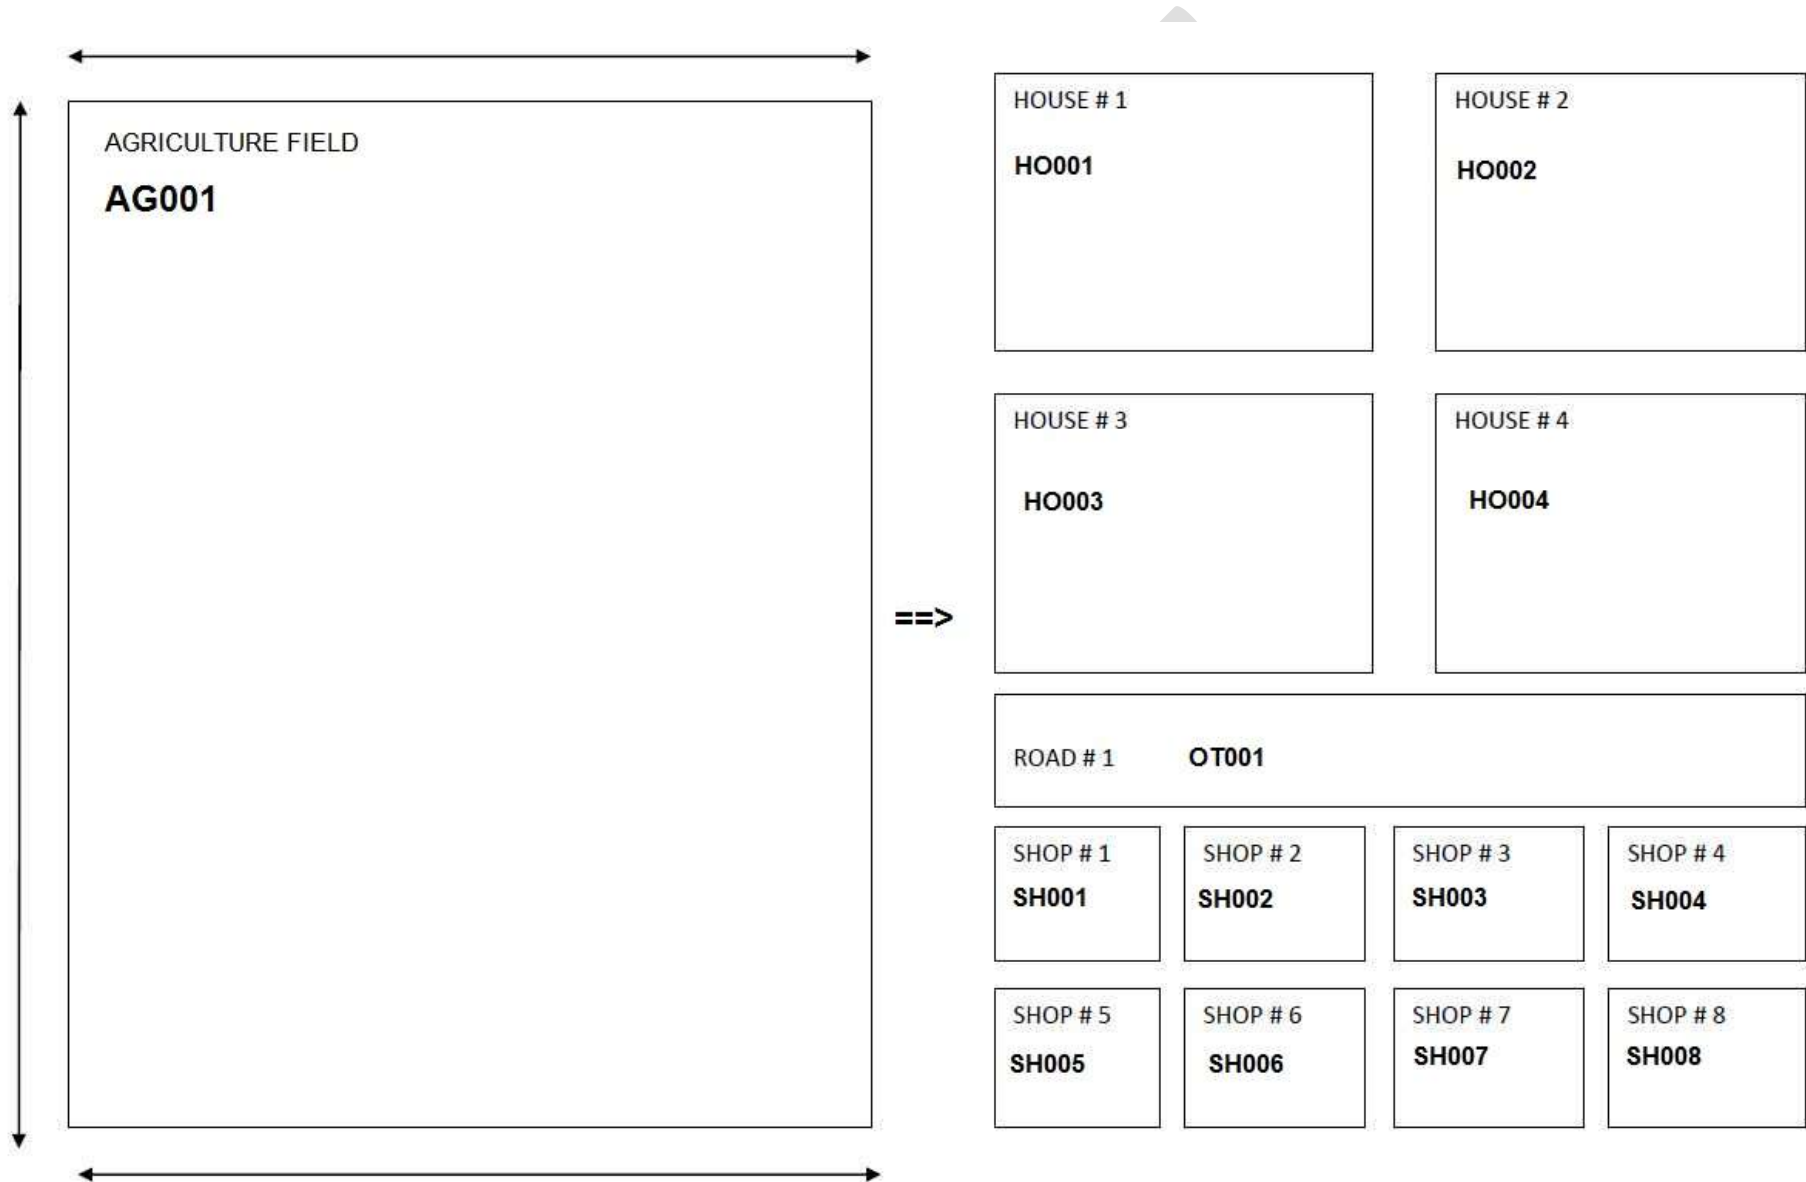 AGRICULTURE FIELD
AG001
==>
HOUSE # 1
HO001
HOUSE # 2
HO002
HOUSE # 3
HO003
HOUSE # 4
HO004
ROAD # 1 OT001
SHOP # 1
SH001
SHOP # 2
SH002
SHOP # 3
SH003
SHOP # 4
SH004
SHOP # 5
SH005
SHOP # 6
SH006
SHOP # 7
SH007
SHOP # 8
SH008